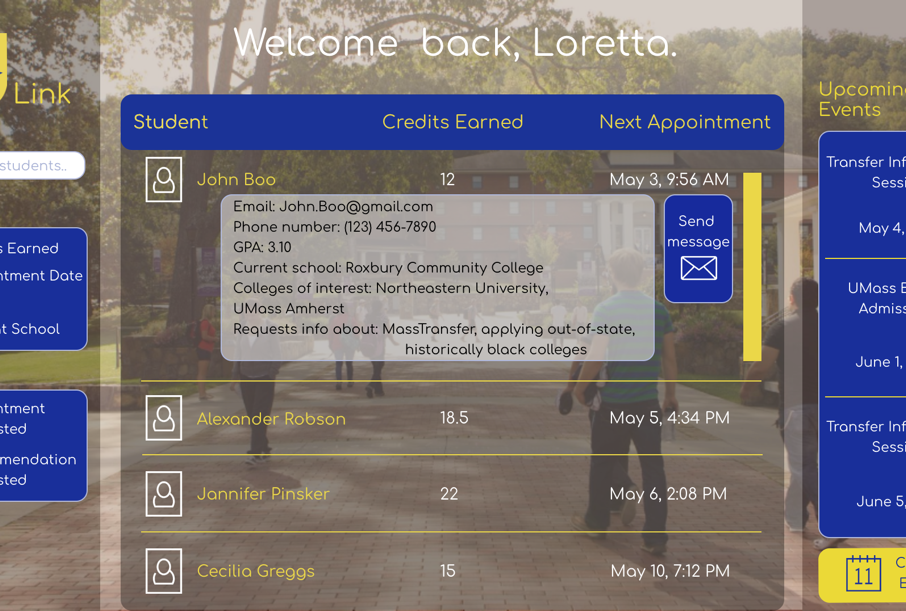 Welcome back, Loretta.
Link
students..
s Earned
ntment Date
t School
ntment
sted
mendation
sted
Student Credits Earned Next Appointment
John Boo 12 May 3, 9:56 AM
Email: John.Boo@gmail.com
Phone number: (123) 456-7890
GPA: 3.10
Current school: Roxbury Community College
Colleges of interest: Northeastern University,
UMass Amherst
Requests info about: MassTransfer, applying out-of-state,
historically black colleges
Send
message
Alexander Robson 18.5 May 5, 4:34 PM
Jannifer Pinsker 22 May 6, 2:08 PM
Cecilia Greggs 15 May 10, 7:12 PM
Upcoming
Events
Transfer Inf
Sessi
May 4,
UMass B
Admiss
June 1,
Transfer Inf
Sessi
June 5,
11
C
E